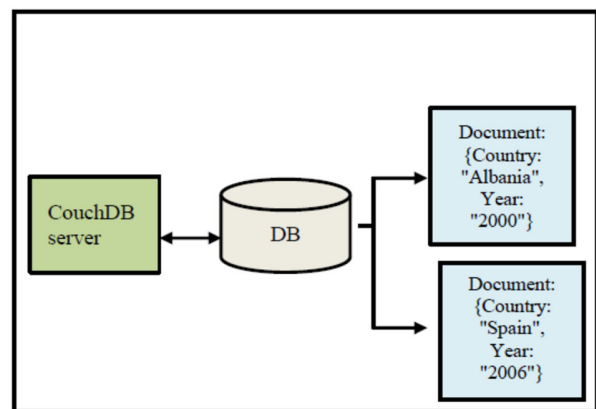 CouchDB
server
DB
Document:
{Country:
"Albania",
Year:
"2000"}
Document:
{Country:
"Spain",
Year:
"2006"}